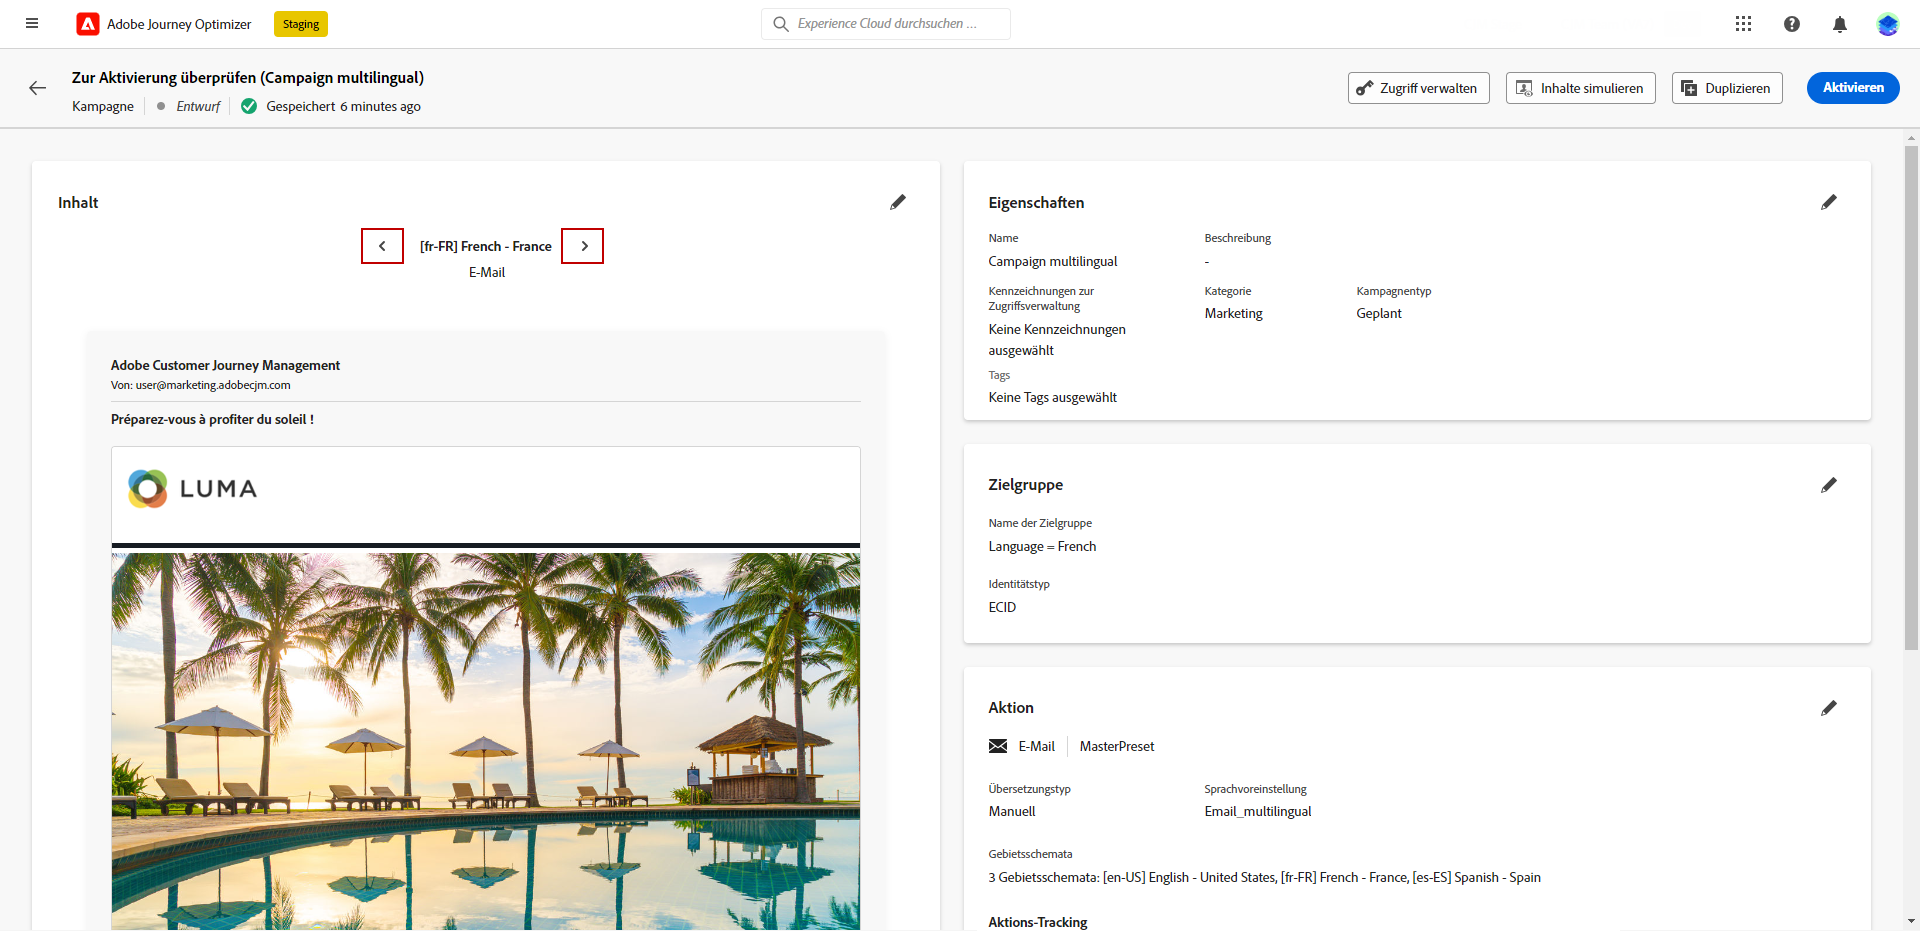 Adobe Journey Optimizer
Staging
Experience Cloud durchsuchen ...
Zur Aktivierung überprüfen (Campaign multilingual)
Kampagne
Entwurf
Gespeichert 6 minutes ago
Zugriff verwalten
Inhalte simulieren
Duplizieren
Aktivieren
Inhalt
[fr-FR] French - France
E-Mail
Adobe Customer Journey Management
Von: user@marketing.adobecjm.com
Préparez-vous à profiter du soleil !
LUMA
Eigenschaften
Name
Campaign multilingual
Beschreibung
-
Kennzeichnungen zur
Zugriffsverwaltung
Keine Kennzeichnungen
ausgewählt
Kategorie
Marketing
Kampagnentyp
Geplant
Tags
Keine Tags ausgewählt
Zielgruppe
Name der Zielgruppe
Language = French
Identitätstyp
ECID
Aktion
E-Mail
MasterPreset
Übersetzungstyp
Manuell
Sprachvoreinstellung
Email_multilingual
Gebietsschemata
3 Gebietsschemata: [en-US] English - United States, [fr-FR] French - France, [es-ES] Spanish - Spain
Aktions-Tracking